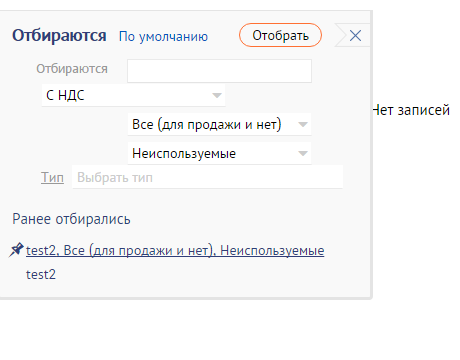 Отбираются По умолчанию Отобрать
Отбираются
С НДС
Нет записей
Все (для продажи и нет)
Неиспользуемые
Тип Выбрать тип
Ранее отбирались
test2, Все (для продажи и нет), Неиспользуемые
test2